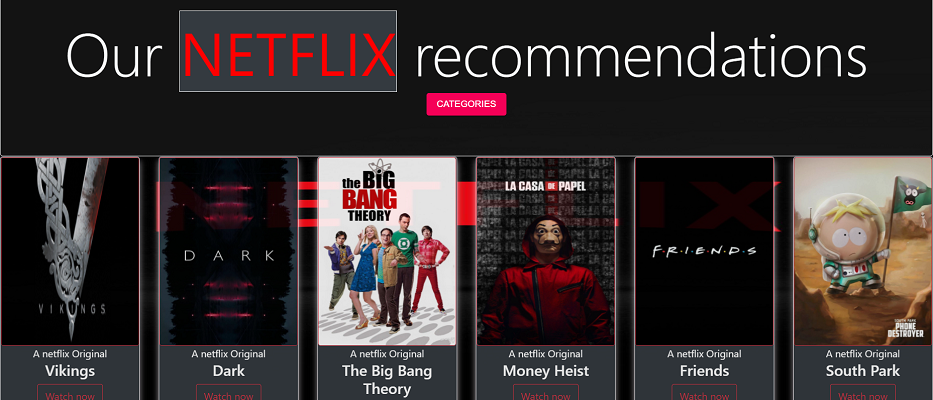 Our NETFLIX recommendations
CATEGORIES
NETFLIX
VIKINGS
DARK
the BIG
BANG
THEORY
LA CASA DE PAPEL
F·R·I·E·N·D·S
SOUTH PARK
PHONE
DESTROYER
A netflix Original
Vikings
Watch now
A netflix Original
Dark
Watch now
A netflix Original
The Big Bang
Theory
A netflix Original
Money Heist
Watch now
A netflix Original
Friends
Watch now
A netflix Original
South Park
Watch now